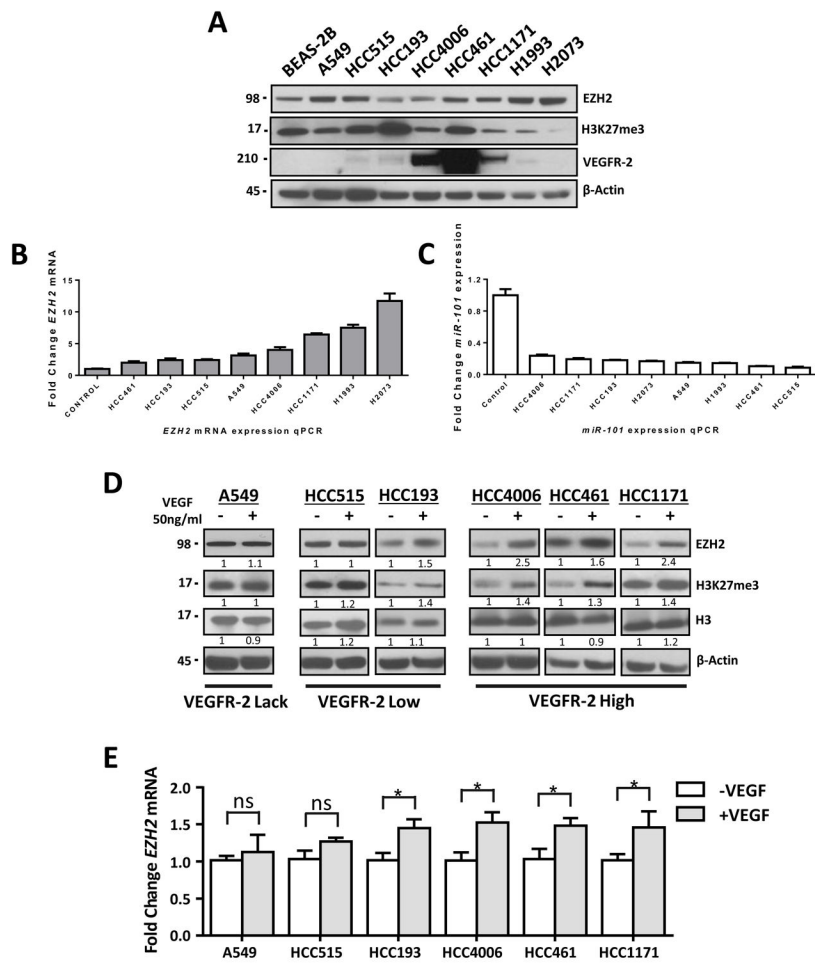 A
BEAS-2B
A549
HCC515
HCC193
HCC4006
HCC461
HCC1171
H1993
H2073
98 EZH2
17 H3K27me3
210 VEGFR-2
45 β-Actin
B
Fold Change EZH2 mRNA
15
10
5
0
CONTROL
HCC461
HCC193
HCC515
A549
HCC4006
HCC1171
H1993
H2073
EZH2 mRNA expression qPCR
C
Fold Change miR-101 expression
1.2
0.8
0.4
0.0
Control
HCC4006
HCC1171
HCC193
H2073
A549
H1993
HCC461
HCC515
miR-101 expression qPCR
D
A549 HCC515 HCC193 HCC4006 HCC461 HCC1171
VEGF
50ng/ml
- + - + - + - + - + - +
98 EZH2
1 1.1 1 1 1 1.5 1 2.5 1 1.6 1 2.4
17 H3K27me3
1 1 1 1.2 1 1.4 1 1.4 1 1.3 1 1.4
17 H3
1 0.9 1 1.2 1 1.1 1 1 1 0.9 1 1.2
45 β-Actin
VEGFR-2 Lack VEGFR-2 Low VEGFR-2 High
E
Fold Change EZH2 mRNA
2.0
1.5
1.0
0.5
0.0
ns ns * * * *
-VEGF
+VEGF
A549 HCC515 HCC193 HCC4006 HCC461 HCC1171